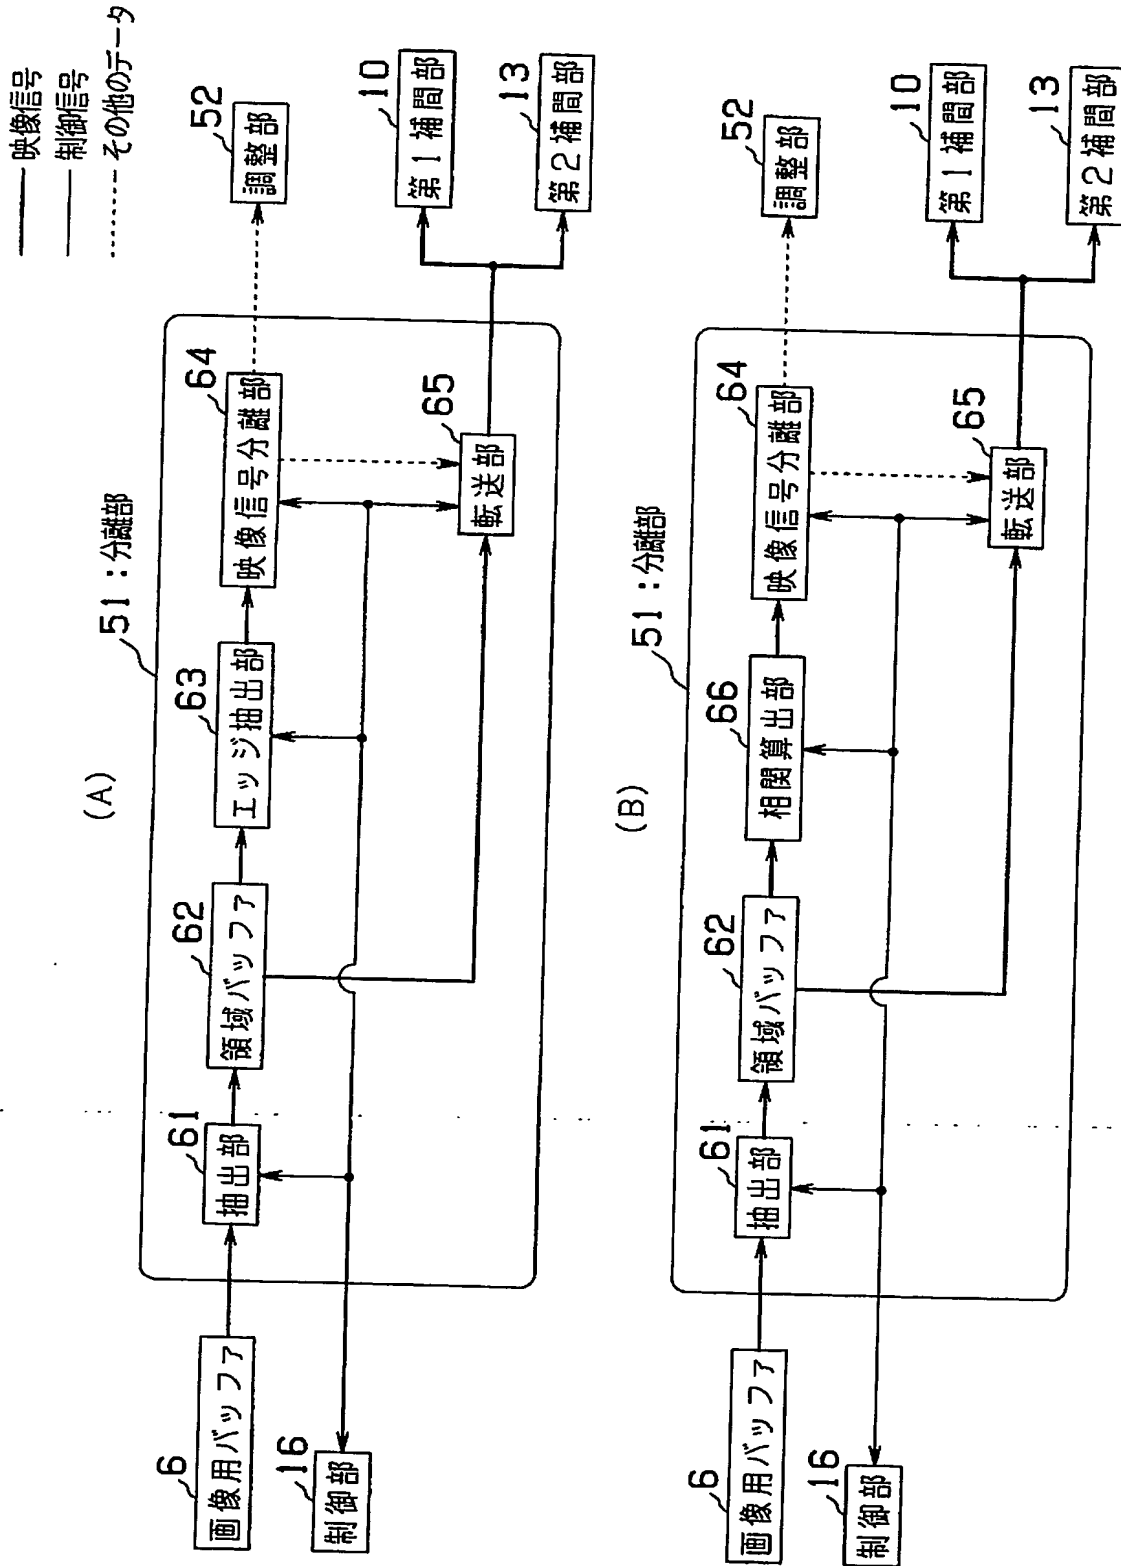 映像信号
制御信号
その他のデータ
(A)
51:分離部
6
画像用バッファ
16
制御部
61
抽出部
62
領域バッファ
63
エッジ抽出部
64
映像信号分離部
65
転送部
52
調整部
10
第1補間部
13
第2補間部
(B)
51:分離部
6
画像用バッファ
16
制御部
61
抽出部
62
領域バッファ
66
相関算出部
64
映像信号分離部
65
転送部
52
調整部
10
第1補間部
13
第2補間部